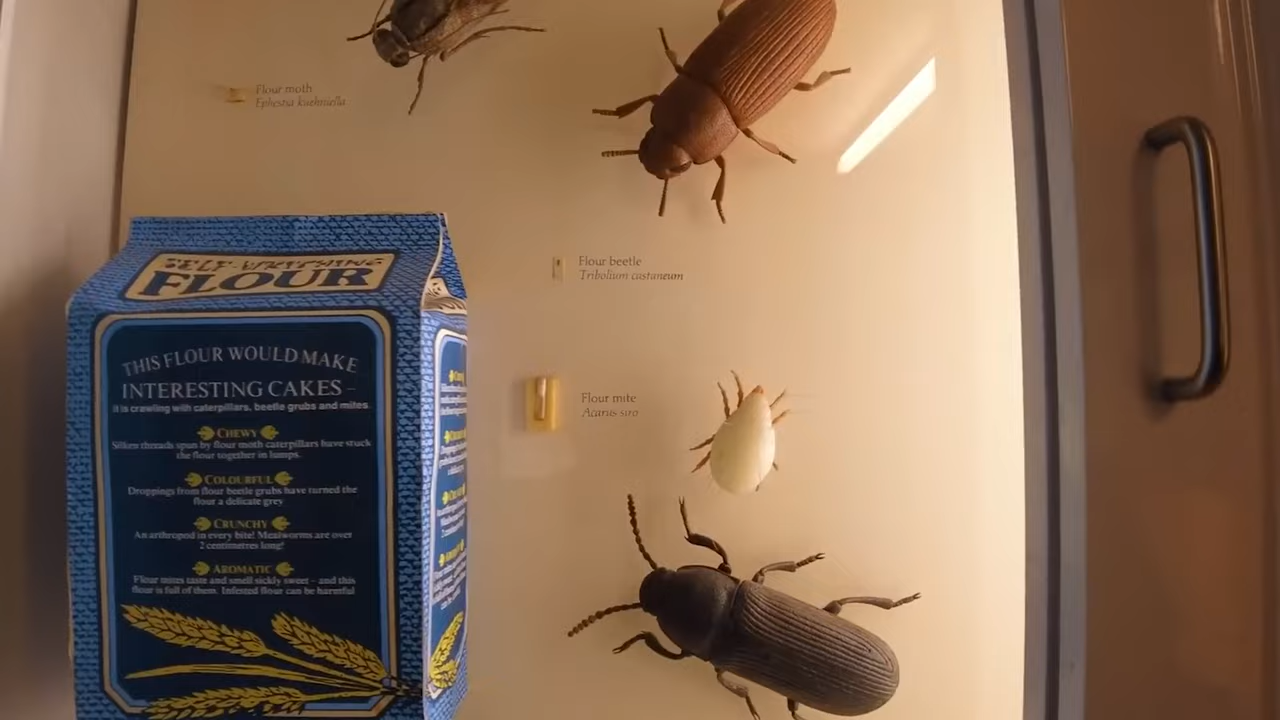 Flour moth
Ephestia kuehniella
Flour beetle
Tribolium castaneum
Flour mite
Acarus siro
FLOUR
THIS FLOUR WOULD MAKE
INTERESTING CAKES –
It is crawling with caterpillars, beetle grubs and mites.
CHEWY
Silken threads spun by flour moth caterpillars have stuck
the flour together in lumps.
COLOURFUL
Droppings from flour beetle grubs have turned the
flour a delicate grey
CRUNCHY
An arthropod in every bite! Mealworms are over
2 centimetres long!
AROMATIC
Flour mites taste and smell sickly sweet – and this
flour is full of them. Infested flour can be harmful